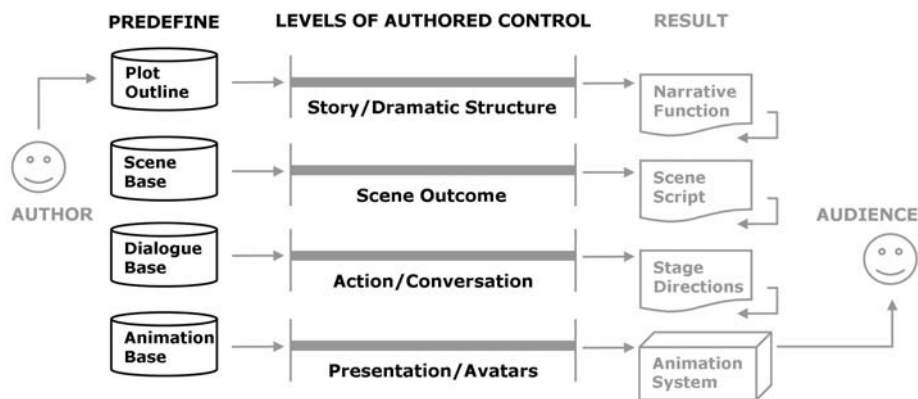 PREDEFINE
LEVELS OF AUTHORED CONTROL
RESULT
Plot
Outline
Story/Dramatic Structure
Narrative
Function
AUTHOR
Scene
Base
Scene Outcome
Scene
Script
AUDIENCE
Dialogue
Base
Action/Conversation
Stage
Directions
Animation
Base
Presentation/Avatars
Animation
System